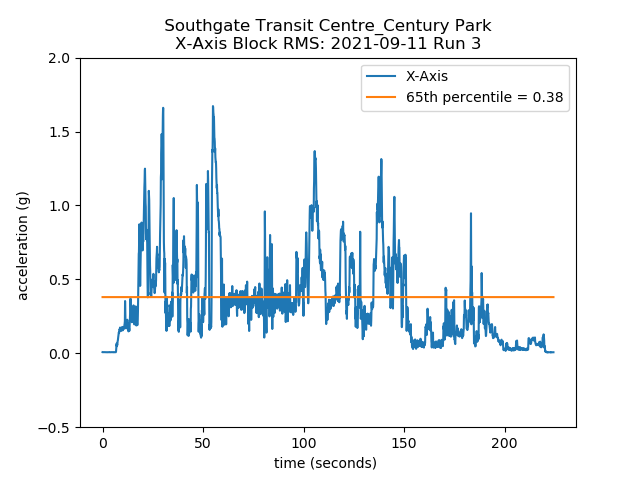 Southgate Transit Centre_Century Park
X-Axis Block RMS: 2021-09-11 Run 3
X-Axis
65th percentile = 0.38
acceleration (g)
2.0
1.5
1.0
0.5
0.0
−0.5
0
50
100
150
200
time (seconds)